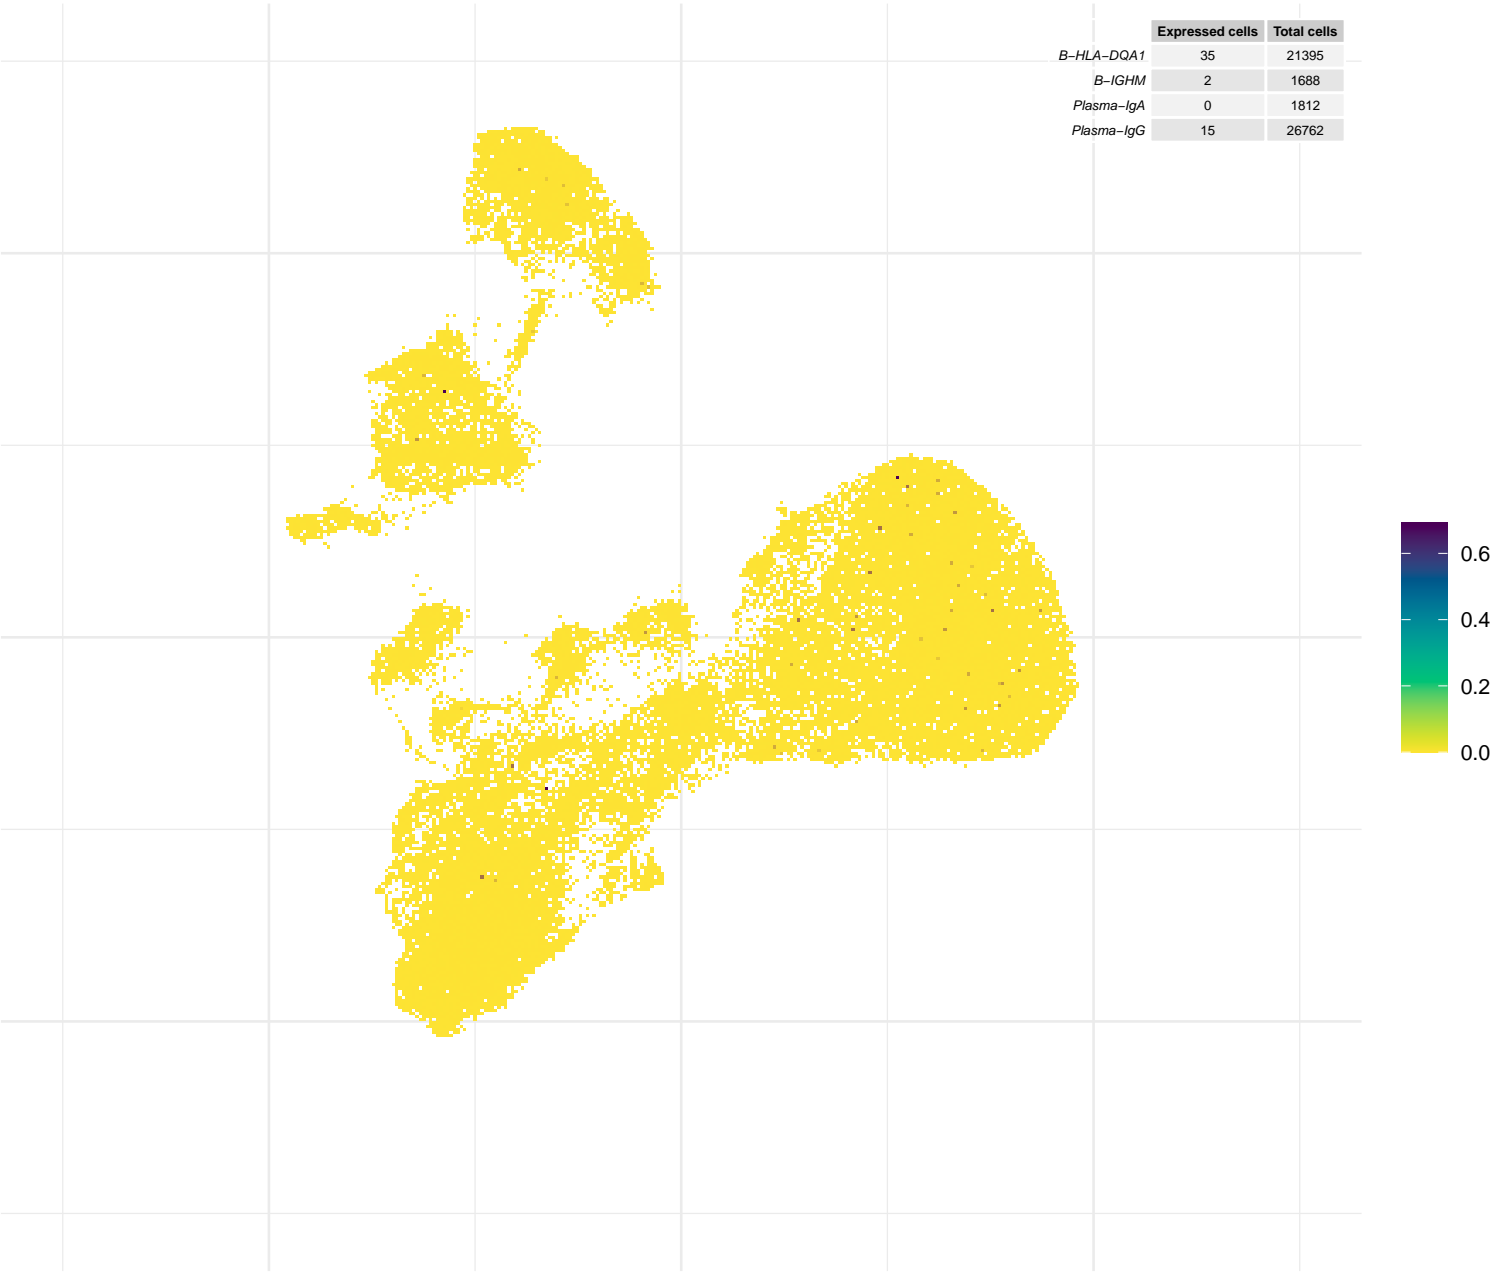 Expressed cells Total cells
B−HLA−DQA1 35 21395
B−IGHM 2 1688
Plasma−IgA 0 1812
Plasma−IgG 15 26762
0.6
0.4
0.2
0.0